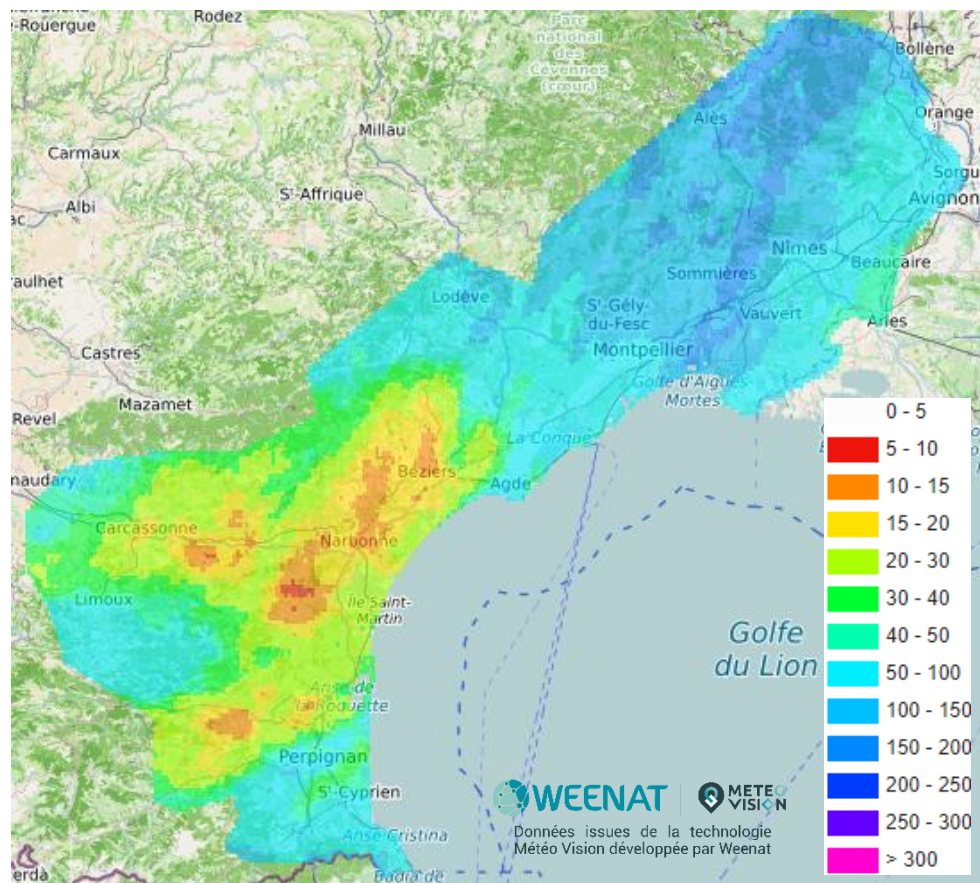 Rodez
e-Rouergue
Parc
national
des
Cévennes
(cœur)
Bollène
Alès
Orange
Millau
Carmaux
Sorgu
Sᵗ-Affrique
Albi
Avignon
ac
Nîmes
Beaucaire
raulhet
Sommières
Lodève
Sᵗ-Gély-
du-Fesc
Vauvert
Arles
Montpellier
Castres
Golfe d'Aigues
Mortes
Mazamet
Revel
La Conque
Béziers
naudary
Agde
Carcassonne
Narbonne
Limoux
Ile Saint-
Martin
Golfe
du Lion
Anse de
la Roquette
Perpignan
Sᵗ-Cyprien
Anse Cristina
Badia de
erdà
0 - 5
5 - 10
10 - 15
15 - 20
20 - 30
30 - 40
40 - 50
50 - 100
100 - 150
150 - 200
200 - 250
250 - 300
> 300
WEENAT
METEO
VISION
Données issues de la technologie
Météo Vision développée par Weenat